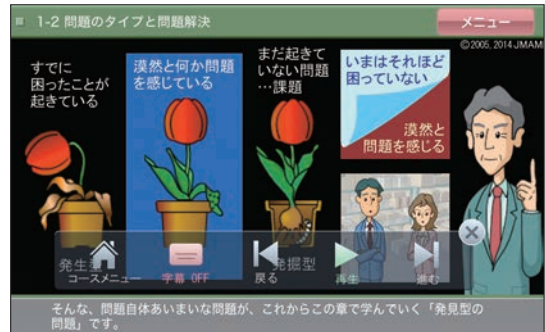 1-2 問題のタイプと問題解決
メニュー
©2005, 2014 JMAM
すでに
困ったことが
起きている
漠然と何か問題
を感じている
まだ起きて
いない問題
…課題
いまはそれほど
困っていない
漠然と
問題を感じる
発生型
発掘型
コースメニュー
字幕 OFF
戻る
再生
進む
そんな、問題自体あいまいな問題が、これからこの章で学んでいく「発見型の
問題」です。